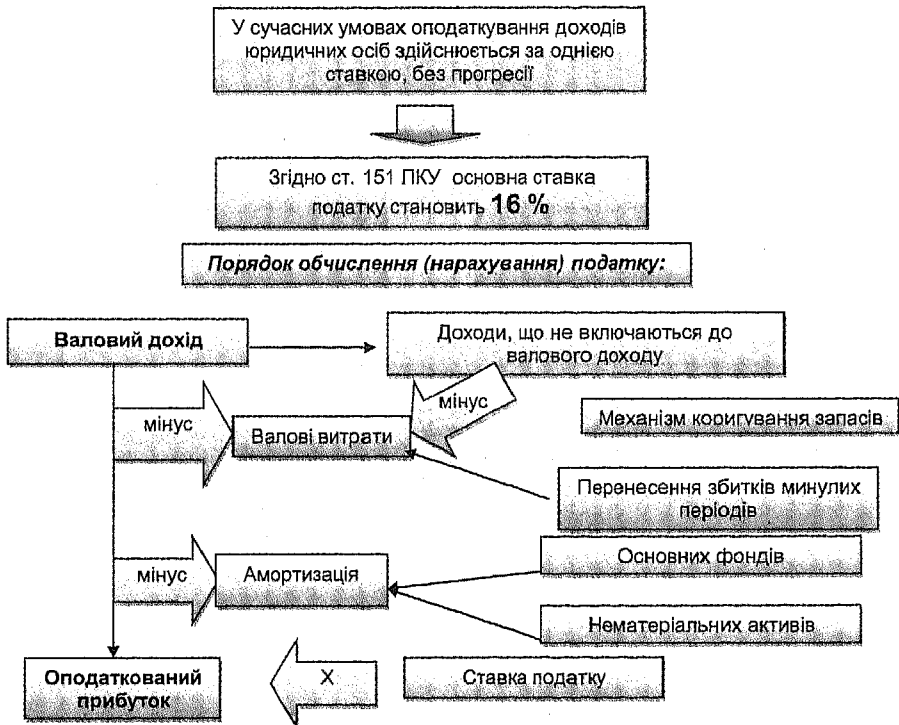 У сучасних умовах оподаткування доходів
юридичних осіб здійснюється за однією
ставкою, без прогресії
Згідно ст. 151 ПКУ основна ставка
податку становить 16 %
Порядок обчислення (нарахування) податку:
Валовий дохід
Доходи, що не включаються до
валового доходу
мінус
мінус
Валові витрати
Механізм коригування запасів
Перенесення збитків минулих
періодів
мінус
Амортизація
Основних фондів
Нематеріальних активів
Оподаткований
прибуток
X
Ставка податку